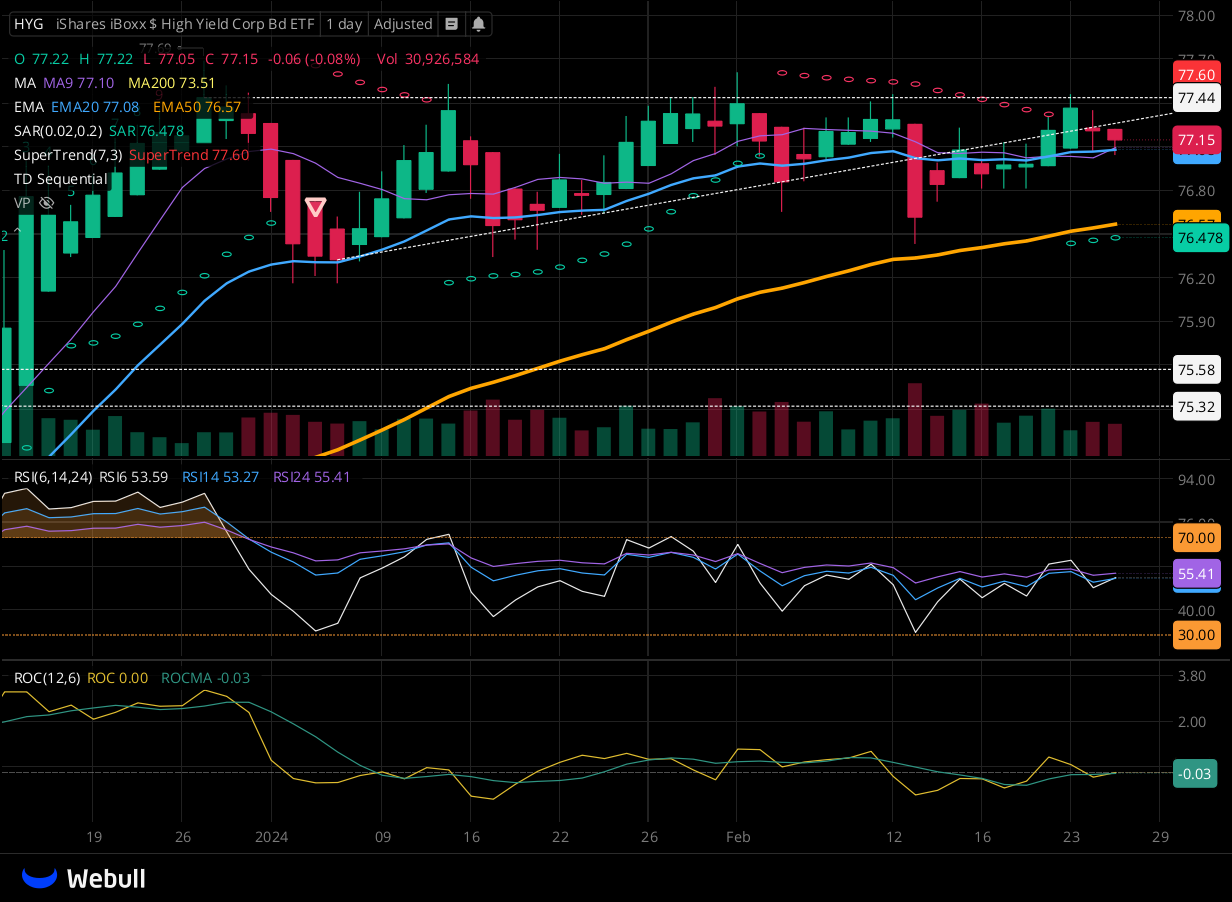 HYG iShares iBoxx $ High Yield Corp Bd ETF 1 day Adjusted
78.00
O 77.22 H 77.22 L 77.05 C 77.15 -0.06 (-0.08%) Vol 30,926,584
77.60
MA MA9 77.10 MA200 73.51
77.44
EMA EMA20 77.08 EMA50 76.57
SAR(0.02,0.2) SAR 76.478
77.15
SuperTrend(7,3) SuperTrend 77.60
TD Sequential
76.80
VP
2
76.478
76.20
75.90
75.58
75.32
RSI(6,14,24) RSI6 53.59 RSI14 53.27 RSI24 55.41
94.00
70.00
55.41
40.00
30.00
ROC(12,6) ROC 0.00 ROCMA -0.03
3.80
2.00
-0.03
19 26 2024 09 16 22 26 Feb 12 16 23 29
Webull